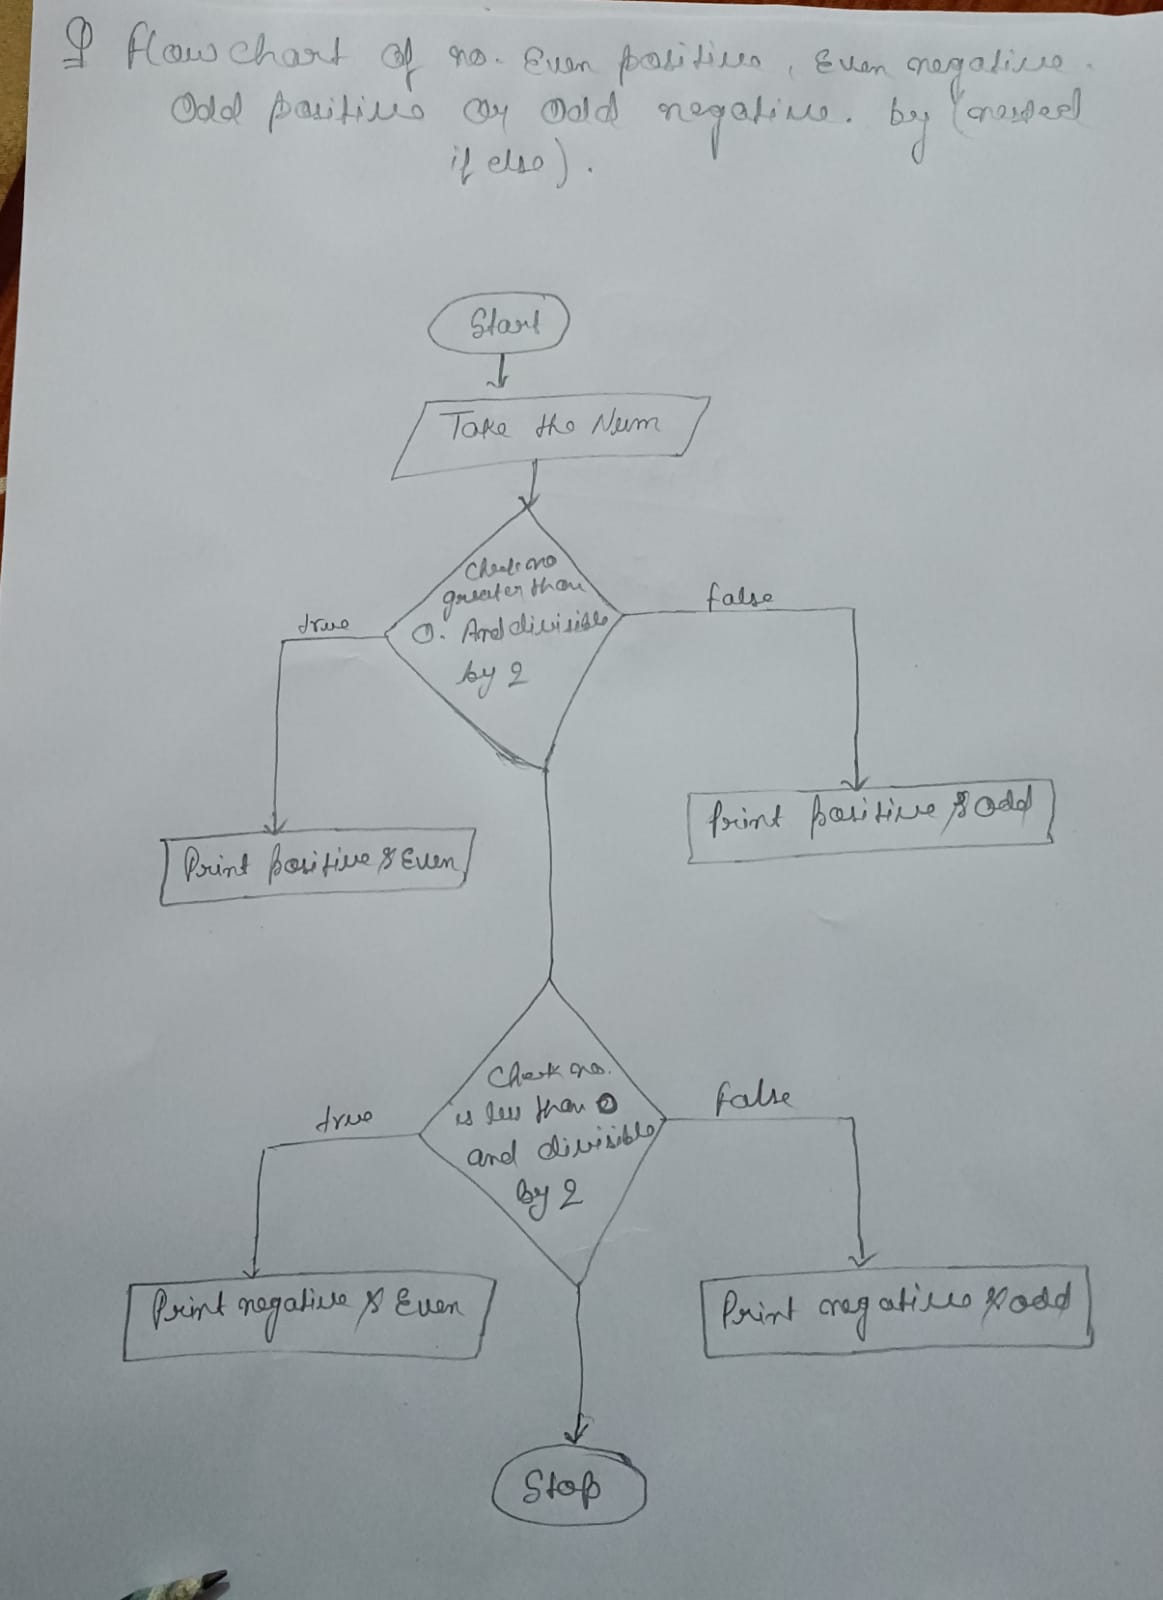 Q flow chart of no. Even positive, Even negative.
Odd positive or Odd negative. by (nested
if else).
Start
Take the Num
Check no
greater than
0. And divisible
by 2
true
false
Print positive & Even
Print positive & Odd
Check no.
is less than 0
and divisible
by 2
true
false
Print negative & Even
Print negative & odd
Stop